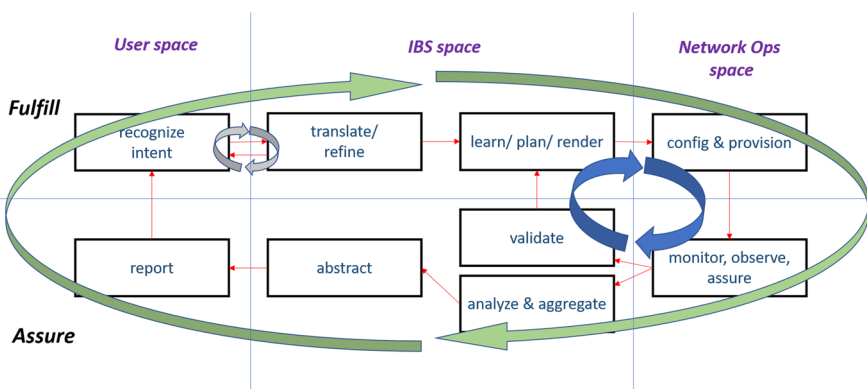 User space
IBS space
Network Ops
space
Fulfill
recognize
intent
translate/
refine
learn/ plan/ render
config & provision
validate
report
abstract
monitor, observe,
assure
analyze & aggregate
Assure